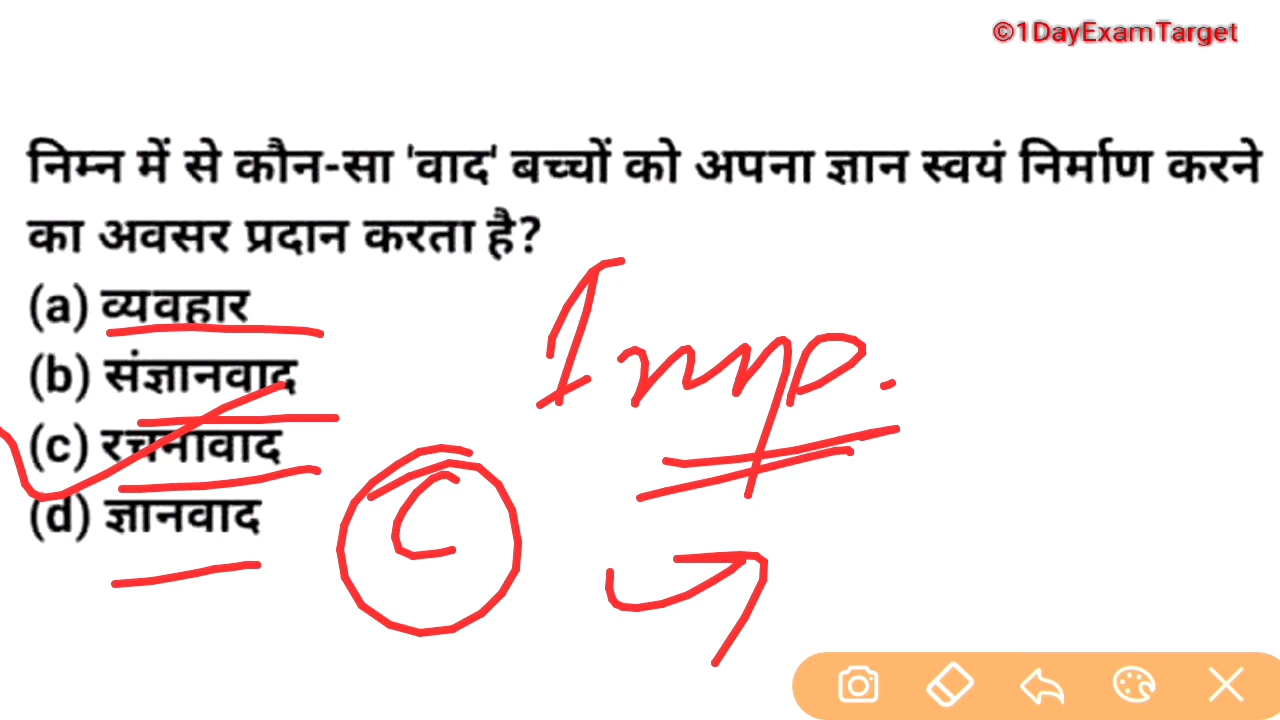 ©1DayExamTarget
निम्न में से कौन-सा 'वाद' बच्चों को अपना ज्ञान स्वयं निर्माण करने
का अवसर प्रदान करता है?
(a) व्यवहार
(b) संज्ञानवाद
(c) रचनावाद
(d) ज्ञानवाद
Imp.
C